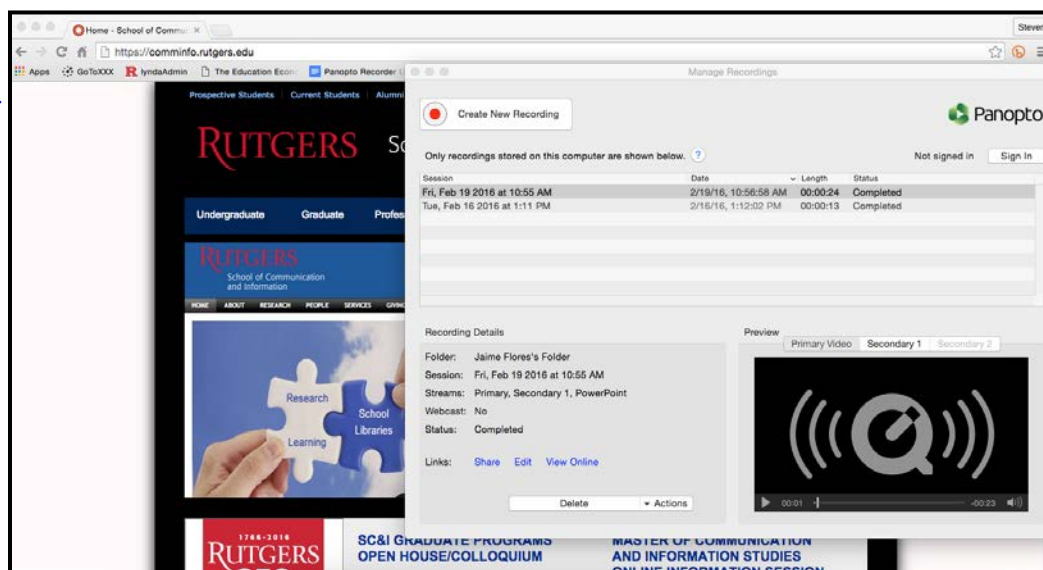 Home - School of Commu
Steven
https://comminfo.rutgers.edu
Apps GoToXXX lyndaAdmin The Education Econ Panopto Recorder
Manage Recordings
Prospective Students Current Students Alumni
RUTGERS
Undergraduate Graduate Profes
RUTGERS
School of Communication
and Information
HOME ABOUT RESEARCH PEOPLE SERVICES GIVING
Research
School
Libraries
Learning
1766-2016
RUTGERS
SC&I GRADUATE PROGRAMS
OPEN HOUSE/COLLOQUIUM
MASTER OF COMMUNICATION
AND INFORMATION STUDIES
ONLINE INFORMATION SESSION
Create New Recording
Panopto
Only recordings stored on this computer are shown below. ?
Not signed in Sign In
Session Date Length Status
Fri, Feb 19 2016 at 10:55 AM 2/19/16, 10:56:58 AM 00:00:24 Completed
Tue, Feb 16 2016 at 1:11 PM 2/16/16, 1:12:02 PM 00:00:13 Completed
Recording Details
Folder: Jaime Flores's Folder
Session: Fri, Feb 19 2016 at 10:55 AM
Streams: Primary, Secondary 1, PowerPoint
Webcast: No
Status: Completed
Links: Share Edit View Online
Delete Actions
Preview
Primary Video Secondary 1 Secondary 2
00:01 -00:23